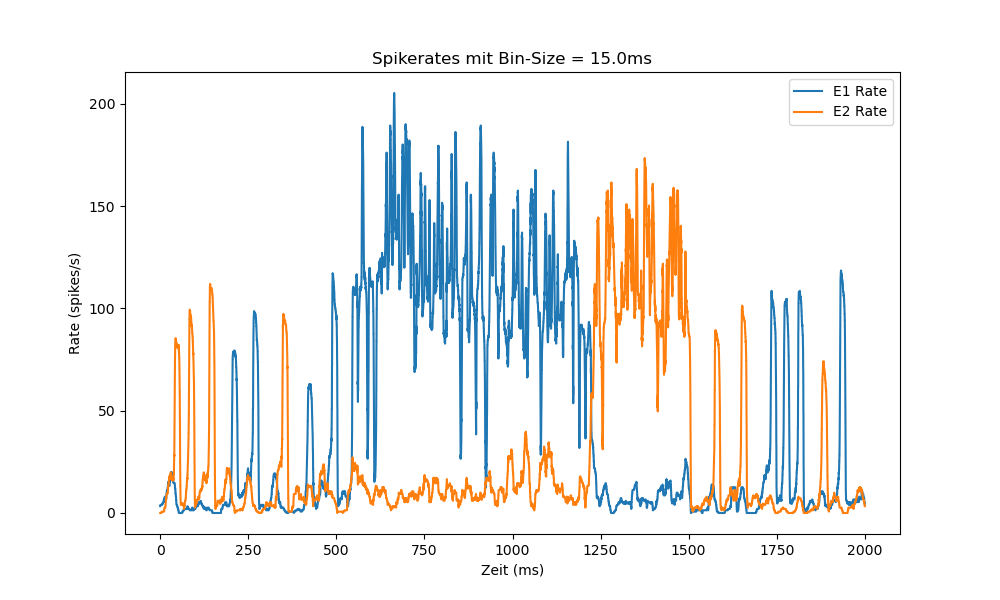 Spikerates mit Bin-Size = 15.0ms
E1 Rate
E2 Rate
200
150
100
50
0
Rate (spikes/s)
0 250 500 750 1000 1250 1500 1750 2000
Zeit (ms)